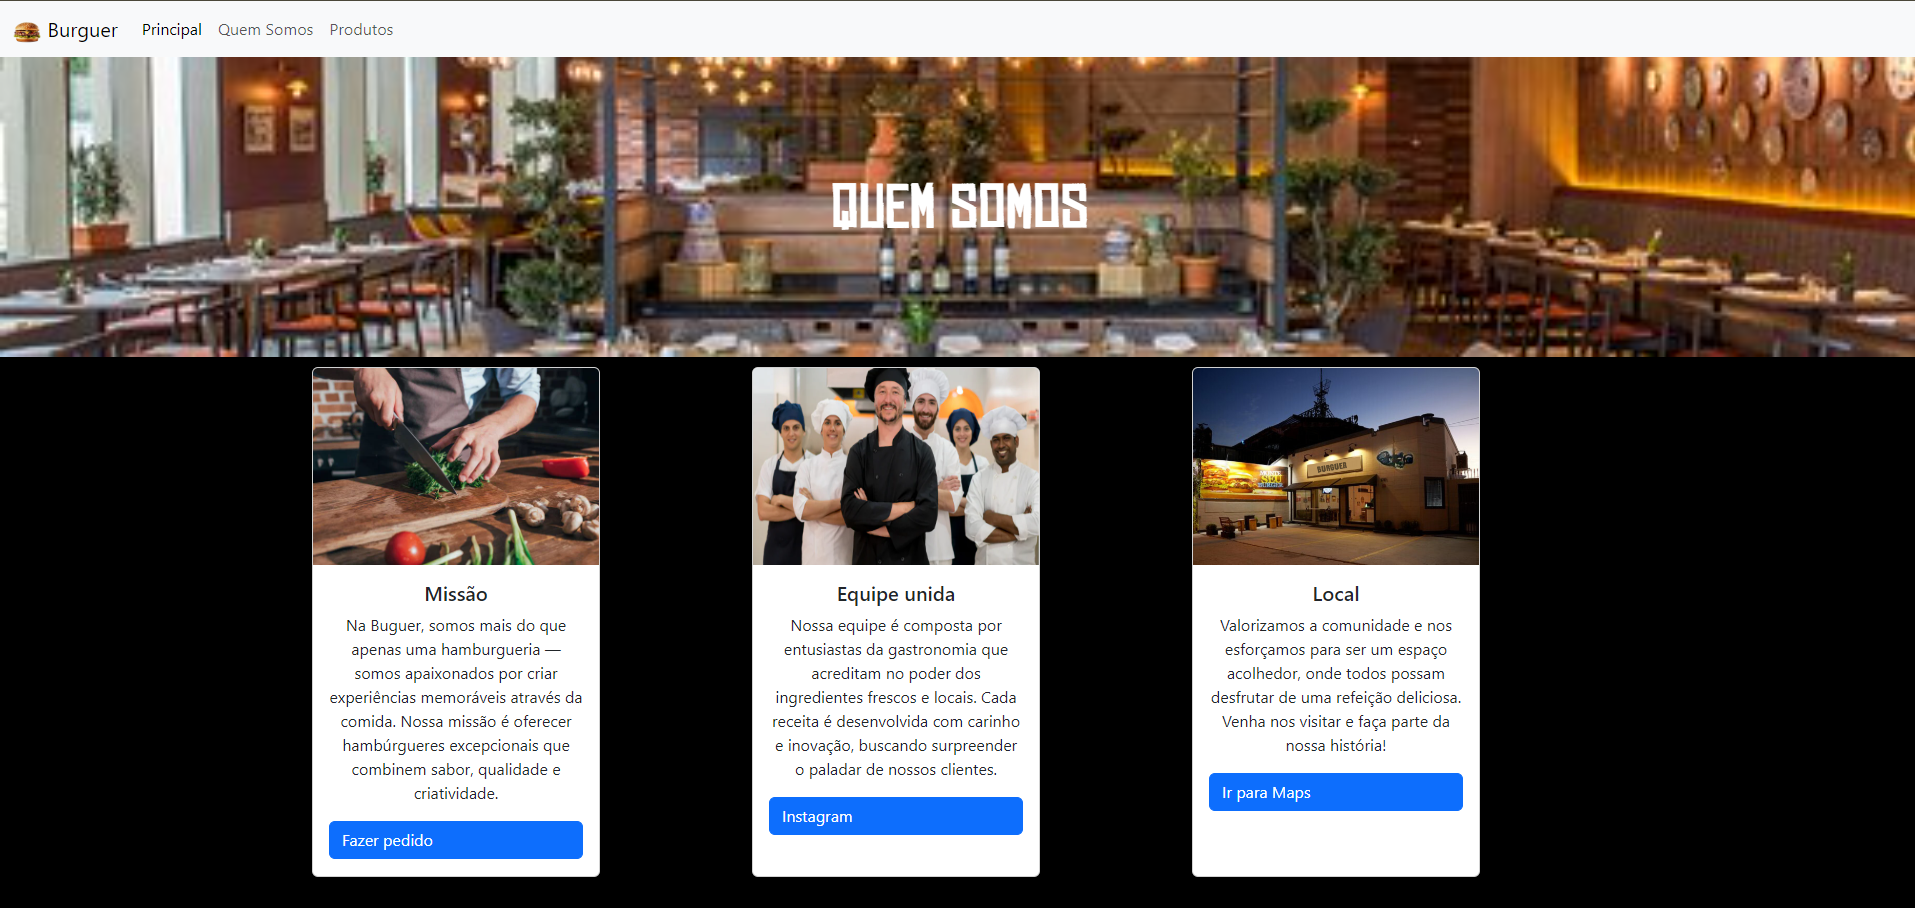 Burguer Principal Quem Somos Produtos
QUEM SOMOS
BURGUER
SEU
BURGER
Missão
Na Buguer, somos mais do que
apenas uma hamburgueria —
somos apaixonados por criar
experiências memoráveis através da
comida. Nossa missão é oferecer
hambúrgueres excepcionais que
combinem sabor, qualidade e
criatividade.
Fazer pedido
Equipe unida
Nossa equipe é composta por
entusiastas da gastronomia que
acreditam no poder dos
ingredientes frescos e locais. Cada
receita é desenvolvida com carinho
e inovação, buscando surpreender
o paladar de nossos clientes.
Instagram
Local
Valorizamos a comunidade e nos
esforçamos para ser um espaço
acolhedor, onde todos possam
desfrutar de uma refeição deliciosa.
Venha nos visitar e faça parte da
nossa história!
Ir para Maps